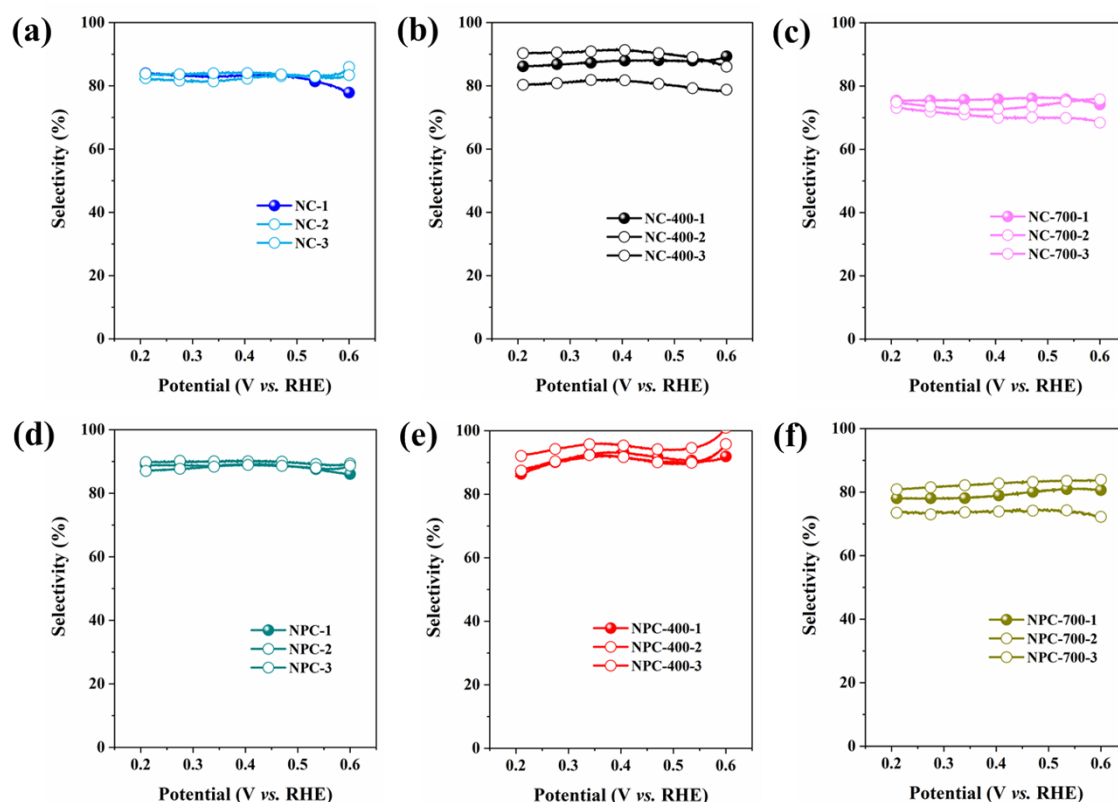 (a)
100
80
60
40
20
0
Selectivity (%)
NC-1
NC-2
NC-3
0.2 0.3 0.4 0.5 0.6
Potential (V vs. RHE)
(b)
100
80
60
40
20
0
Selectivity (%)
NC-400-1
NC-400-2
NC-400-3
0.2 0.3 0.4 0.5 0.6
Potential (V vs. RHE)
(c)
100
80
60
40
20
0
Selectivity (%)
NC-700-1
NC-700-2
NC-700-3
0.2 0.3 0.4 0.5 0.6
Potential (V vs. RHE)
(d)
100
80
60
40
20
0
Selectivity (%)
NPC-1
NPC-2
NPC-3
0.2 0.3 0.4 0.5 0.6
Potential (V vs. RHE)
(e)
100
80
60
40
20
0
Selectivity (%)
NPC-400-1
NPC-400-2
NPC-400-3
0.2 0.3 0.4 0.5 0.6
Potential (V vs. RHE)
(f)
100
80
60
40
20
0
Selectivity (%)
NPC-700-1
NPC-700-2
NPC-700-3
0.2 0.3 0.4 0.5 0.6
Potential (V vs. RHE)